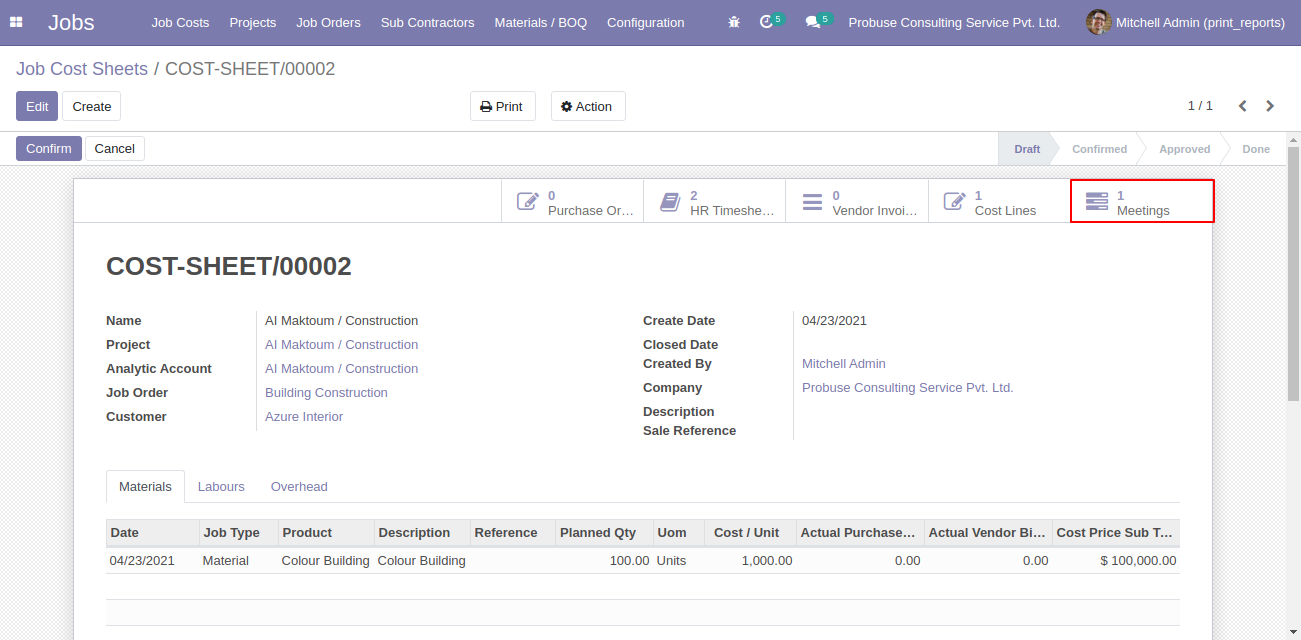 Jobs Job Costs Projects Job Orders Sub Contractors Materials / BOQ Configuration 5 5 Probuse Consulting Service Pvt. Ltd. Mitchell Admin (print_reports)
Job Cost Sheets / COST-SHEET/00002
Edit Create Print Action 1 / 1
Confirm Cancel Draft Confirmed Approved Done
0 2 0 1 1
Purchase Or... HR Timeshe... Vendor Invoi... Cost Lines Meetings
COST-SHEET/00002
Name AI Maktoum / Construction Create Date 04/23/2021
Project AI Maktoum / Construction Closed Date
Analytic Account AI Maktoum / Construction Created By Mitchell Admin
Job Order Building Construction Company Probuse Consulting Service Pvt. Ltd.
Customer Azure Interior Description
Sale Reference
Materials Labours Overhead
Date Job Type Product Description Reference Planned Qty Uom Cost / Unit Actual Purchase... Actual Vendor Bi... Cost Price Sub T...
04/23/2021 Material Colour Building Colour Building 100.00 Units 1,000.00 0.00 0.00 $ 100,000.00